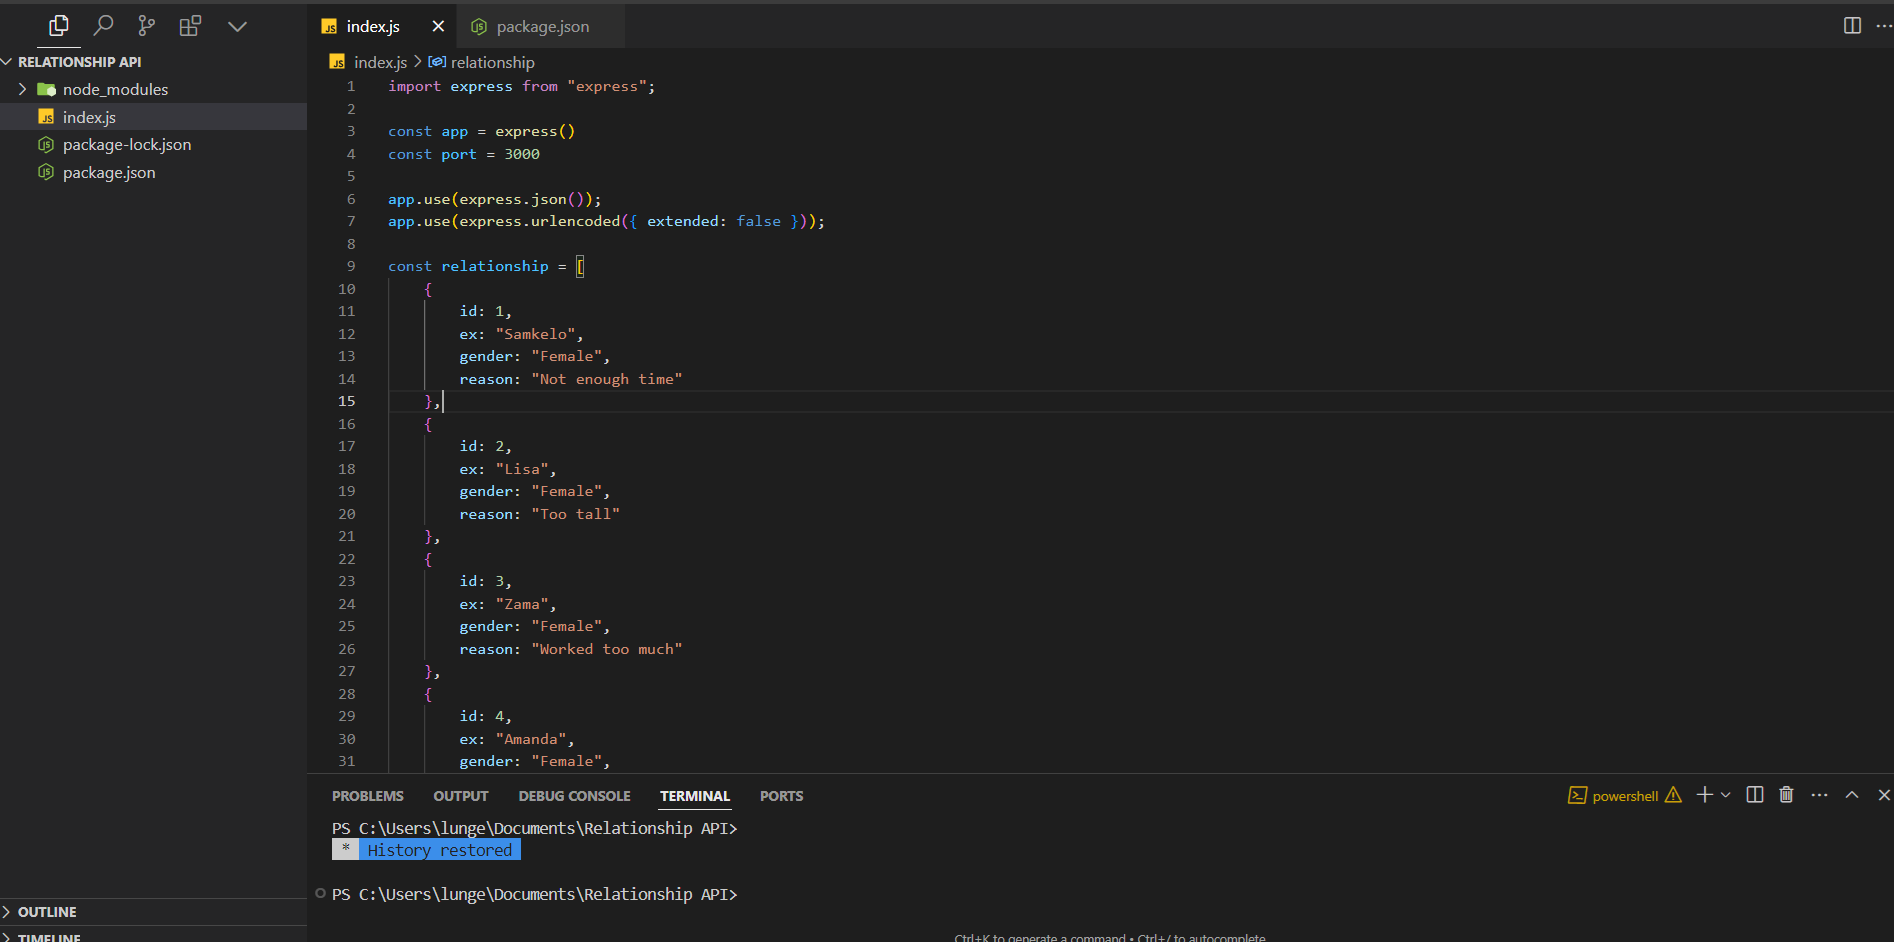 RELATIONSHIP API
node_modules
index.js
package-lock.json
package.json
OUTLINE
TIMELINE
index.js
package.json
index.js > relationship
1 import express from "express";
2
3 const app = express()
4 const port = 3000
5
6 app.use(express.json());
7 app.use(express.urlencoded({ extended: false }));
8
9 const relationship = [
10 {
11 id: 1,
12 ex: "Samkelo",
13 gender: "Female",
14 reason: "Not enough time"
15 },
16 {
17 id: 2,
18 ex: "Lisa",
19 gender: "Female",
20 reason: "Too tall"
21 },
22 {
23 id: 3,
24 ex: "Zama",
25 gender: "Female",
26 reason: "Worked too much"
27 },
28 {
29 id: 4,
30 ex: "Amanda",
31 gender: "Female",
PROBLEMS OUTPUT DEBUG CONSOLE TERMINAL PORTS
powershell
PS C:\Users\lunge\Documents\Relationship API>
* History restored
PS C:\Users\lunge\Documents\Relationship API>
Ctrl+K to generate a command • Ctrl+/ to autocomplete